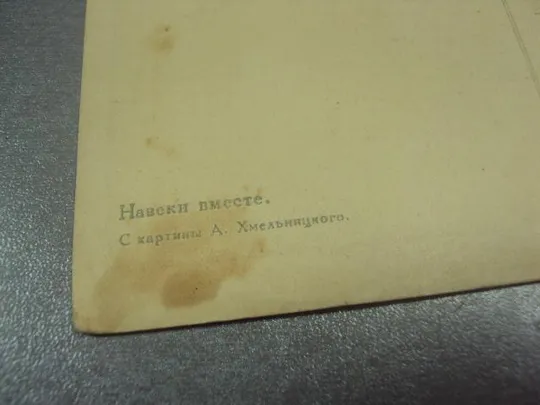 Навеки вместе.
С картины А. Хмельницкого.